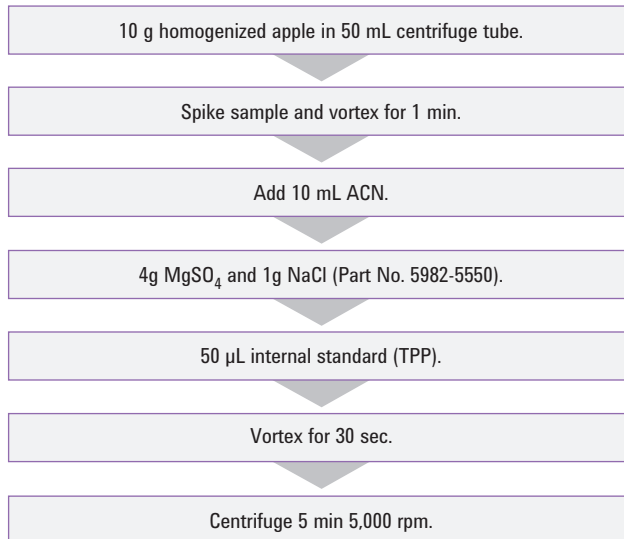 10 g homogenized apple in 50 mL centrifuge tube.
Spike sample and vortex for 1 min.
Add 10 mL ACN.
4g MgSO₄ and 1g NaCl (Part No. 5982-5550).
50 µL internal standard (TPP).
Vortex for 30 sec.
Centrifuge 5 min 5,000 rpm.